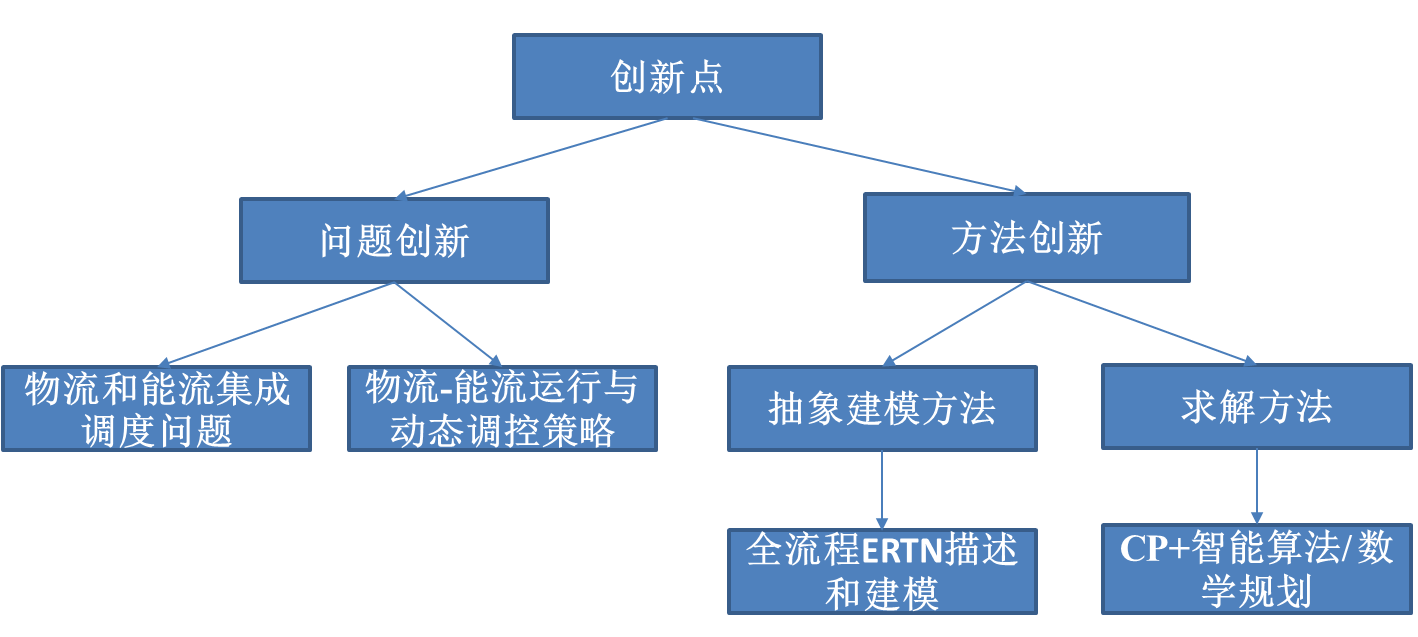 创新点
问题创新
方法创新
物流和能流集成
调度问题
物流-能流运行与
动态调控策略
抽象建模方法
求解方法
全流程ERTN描述
和建模
CP+智能算法/数
学规划